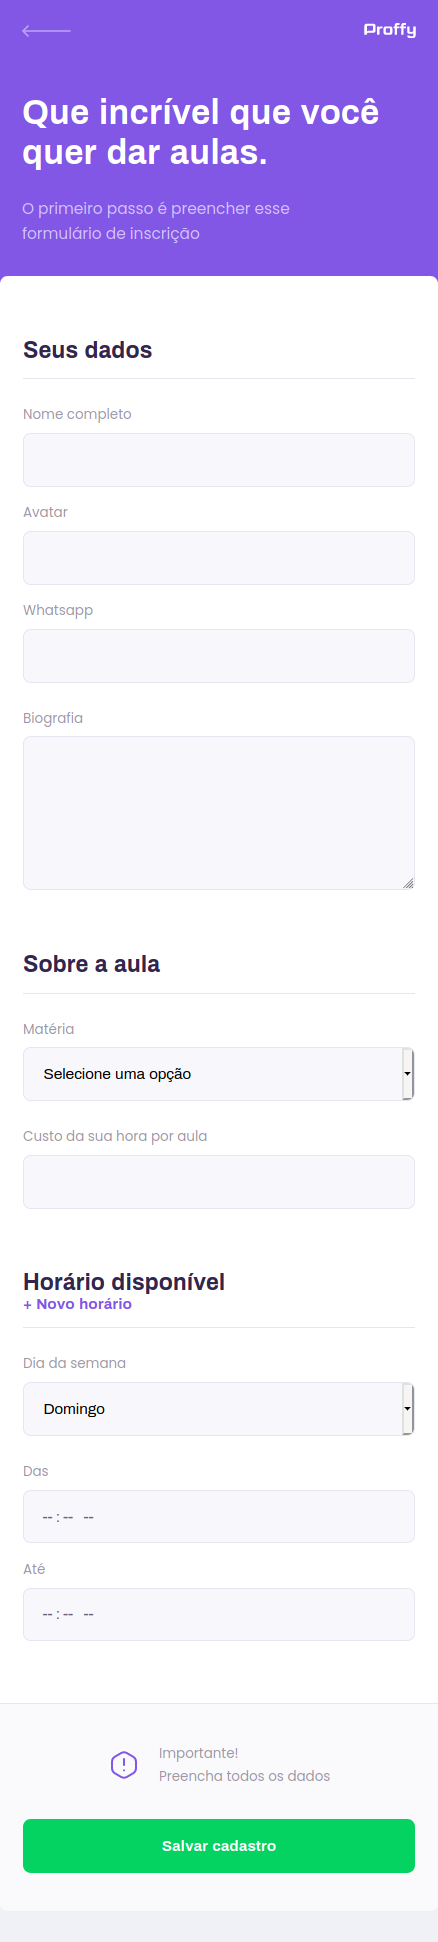 Proffy
Que incrível que você
quer dar aulas.
O primeiro passo é preencher esse
formulário de inscrição
Seus dados
Nome completo
Avatar
Whatsapp
Biografia
Sobre a aula
Matéria
Selecione uma opção
Custo da sua hora por aula
Horário disponível
+ Novo horário
Dia da semana
Domingo
Das
-- : -- --
Até
-- : -- --
Importante!
Preencha todos os dados
Salvar cadastro